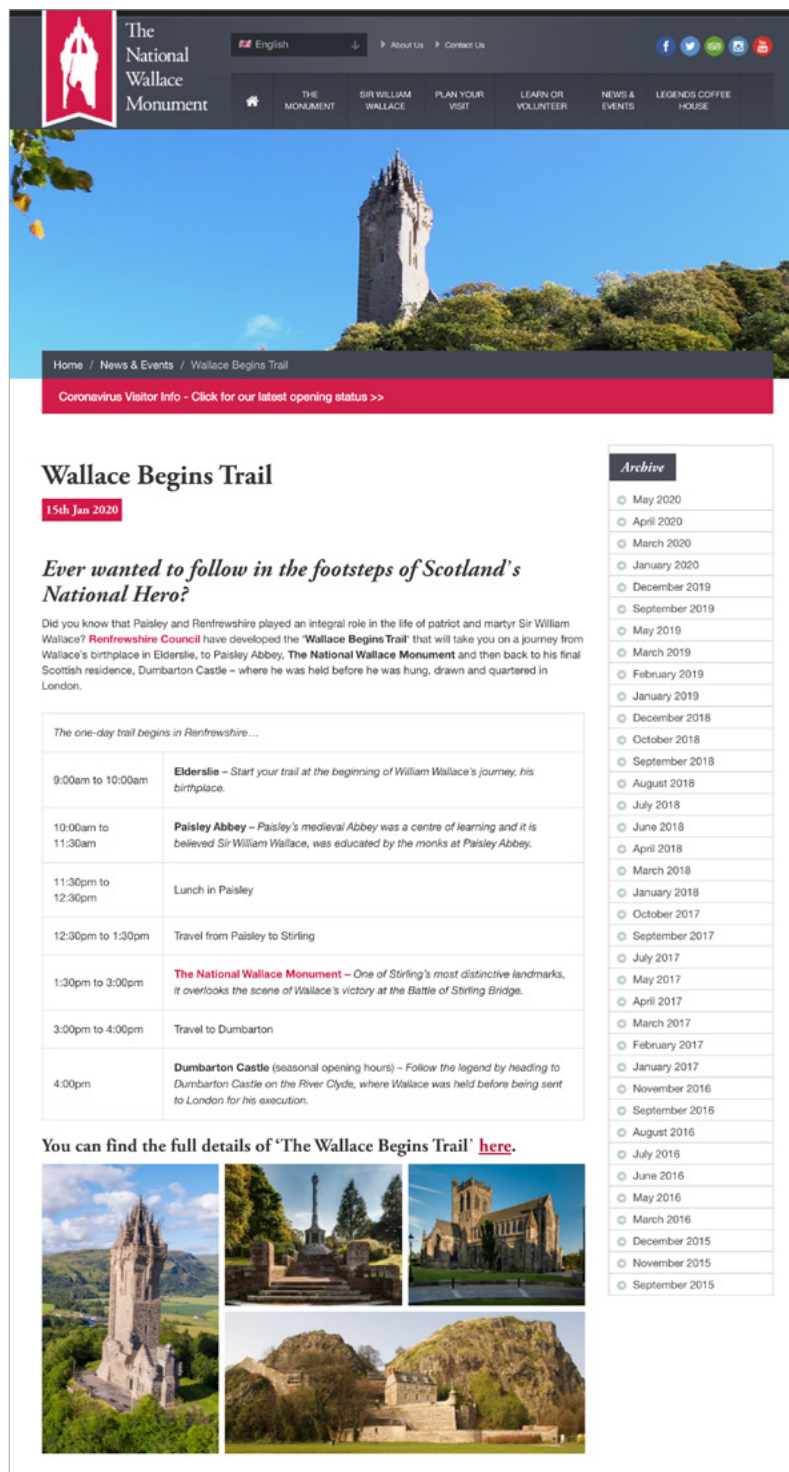 The
National
Wallace
Monument
English
About Us
Contact Us
THE
MONUMENT
SIR WILLIAM
WALLACE
PLAN YOUR
VISIT
LEARN OR
VOLUNTEER
NEWS &
EVENTS
LEGENDS COFFEE
HOUSE
Home / News & Events / Wallace Begins Trail
Coronavirus Visitor Info - Click for our latest opening status >>
Wallace Begins Trail
15th Jan 2020
Ever wanted to follow in the footsteps of Scotland's
National Hero?
Did you know that Paisley and Renfrewshire played an integral role in the life of patriot and martyr Sir William
Wallace? Renfrewshire Council have developed the 'Wallace Begins Trail' that will take you on a journey from
Wallace's birthplace in Elderslie, to Paisley Abbey, The National Wallace Monument and then back to his final
Scottish residence, Dumbarton Castle – where he was held before he was hung, drawn and quartered in
London.
The one-day trail begins in Renfrewshire…
9:00am to 10:00am
Elderslie – Start your trail at the beginning of William Wallace's journey, his
birthplace.
10:00am to
11:30am
Paisley Abbey – Paisley's medieval Abbey was a centre of learning and it is
believed Sir William Wallace, was educated by the monks at Paisley Abbey.
11:30pm to
12:30pm
Lunch in Paisley
12:30pm to 1:30pm
Travel from Paisley to Stirling
1:30pm to 3:00pm
The National Wallace Monument – One of Stirling's most distinctive landmarks,
it overlooks the scene of Wallace's victory at the Battle of Stirling Bridge.
3:00pm to 4:00pm
Travel to Dumbarton
4:00pm
Dumbarton Castle (seasonal opening hours) – Follow the legend by heading to
Dumbarton Castle on the River Clyde, where Wallace was held before being sent
to London for his execution.
You can find the full details of 'The Wallace Begins Trail' here.
Archive
May 2020
April 2020
March 2020
January 2020
December 2019
September 2019
May 2019
March 2019
February 2019
January 2019
December 2018
October 2018
September 2018
August 2018
July 2018
June 2018
April 2018
March 2018
January 2018
October 2017
September 2017
July 2017
May 2017
April 2017
March 2017
February 2017
January 2017
November 2016
September 2016
August 2016
July 2016
June 2016
May 2016
March 2016
December 2015
November 2015
September 2015